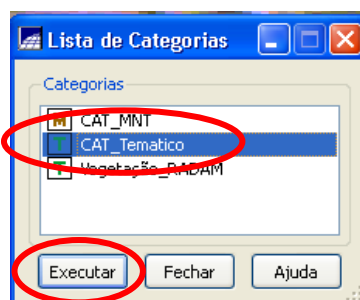 Lista de Categorias
Categorias
M CAT_MNT
T CAT_Tematico
T Vegetação_RADAM
Executar Fechar Ajuda